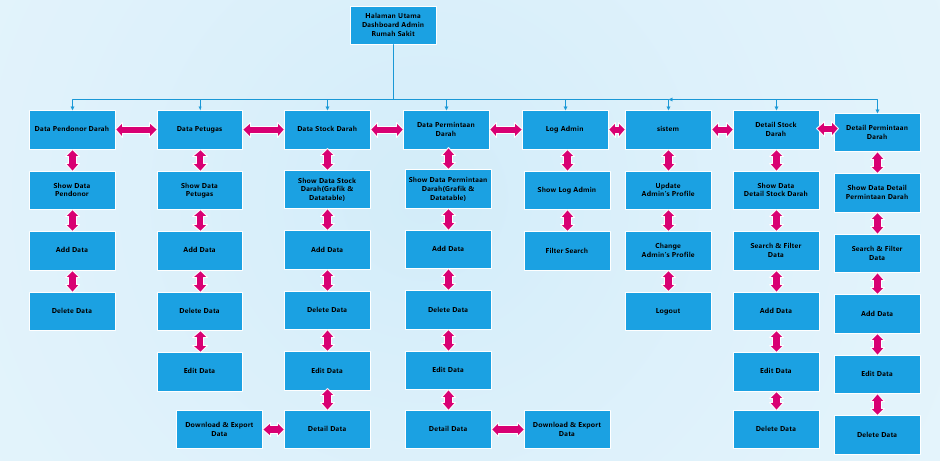 Halaman Utama
Dashboard Admin
Rumah Sakit
Data Pendonor Darah
Data Petugas
Data Stock Darah
Data Permintaan
Darah
Log Admin
sistem
Detail Stock
Darah
Detail Permintaan
Darah
Show Data
Pendonor
Show Data
Petugas
Show Data Stock
Darah(Grafik &
Datatable)
Show Data Permintaan
Darah(Grafik &
Datatable)
Show Log Admin
Update
Admin's Profile
Show Data
Detail Stock Darah
Show Data Detail
Permintaan Darah
Add Data
Add Data
Add Data
Add Data
Filter Search
Change
Admin's Profile
Search & Filter
Data
Search & Filter
Data
Delete Data
Delete Data
Delete Data
Delete Data
Logout
Add Data
Add Data
Edit Data
Edit Data
Edit Data
Edit Data
Edit Data
Download & Export
Data
Detail Data
Detail Data
Download & Export
Data
Delete Data
Delete Data